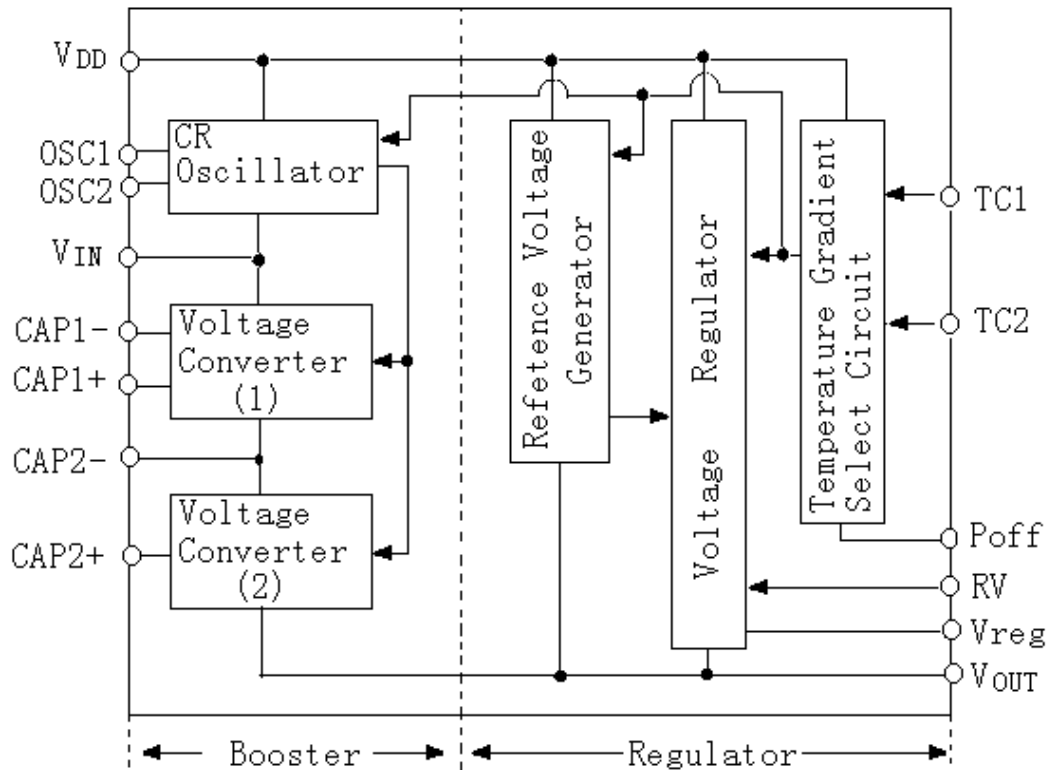 VDD
OSC1
OSC2
VIN
CAP1-
CAP1+
CAP2-
CAP2+
CR
Oscillator
Voltage
Converter
(1)
Voltage
Converter
(2)
Refetence Voltage
Generator
Voltage Regulator
Temperature Gradient
Select Circuit
TC1
TC2
Poff
RV
Vreg
VOUT
Booster
Regulator